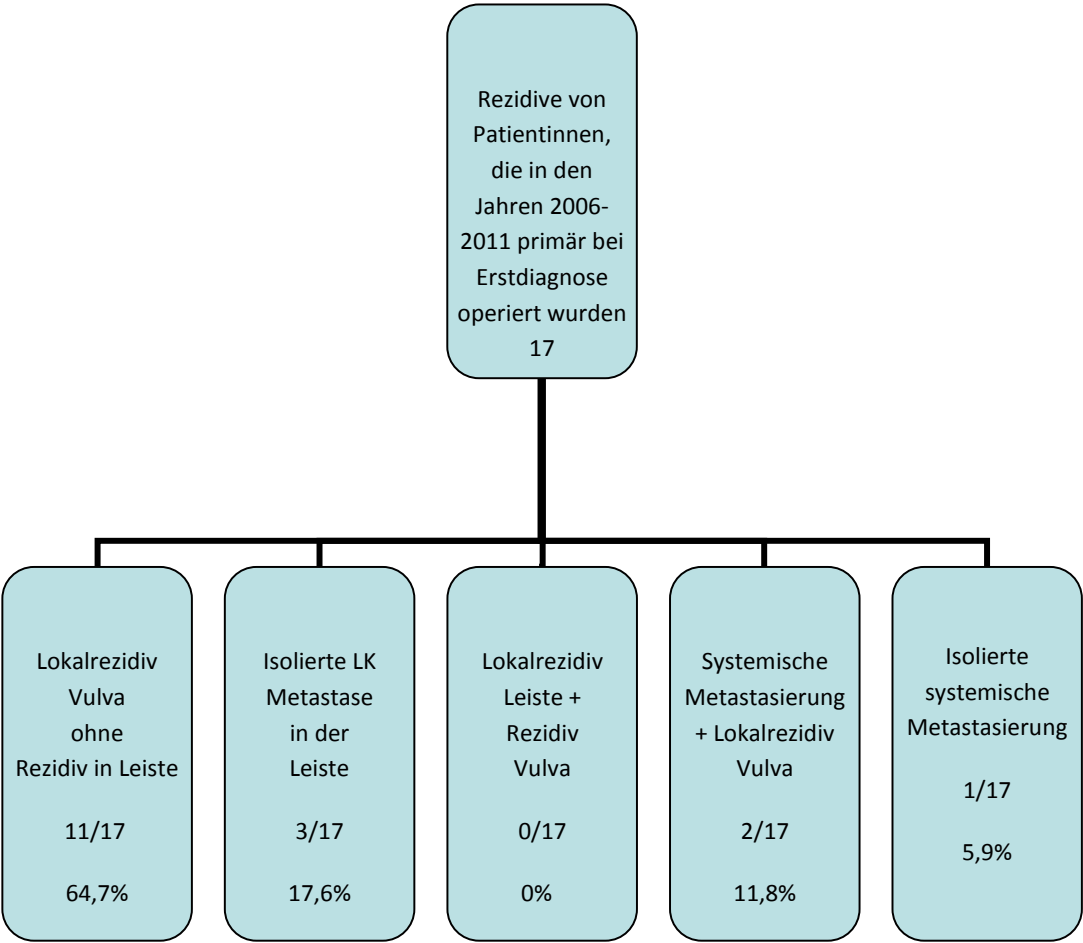 Rezidive von
Patientinnen,
die in den
Jahren 2006-
2011 primär bei
Erstdiagnose
operiert wurden
17
Lokalrezidiv
Vulva
ohne
Rezidiv in Leiste
11/17
64,7%
Isolierte LK
Metastase
in der
Leiste
3/17
17,6%
Lokalrezidiv
Leiste +
Rezidiv
Vulva
0/17
0%
Systemische
Metastasierung
+ Lokalrezidiv
Vulva
2/17
11,8%
Isolierte
systemische
Metastasierung
1/17
5,9%